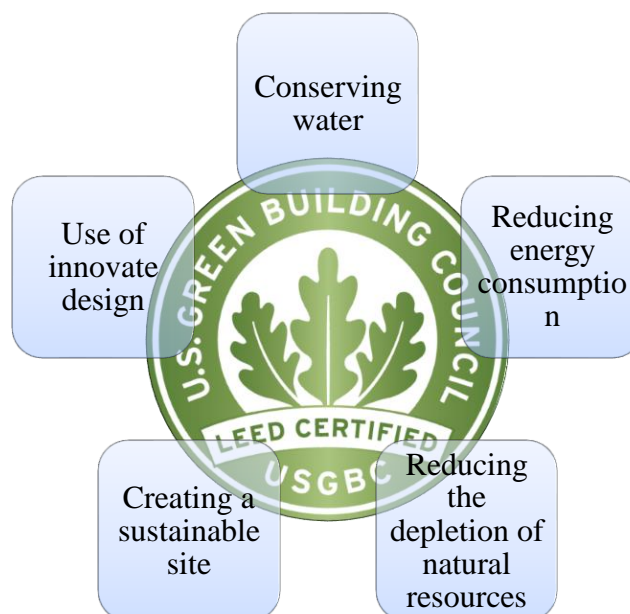 Conserving
water
Use of
innovate
design
Reducing
energy
consumptio
n
U.S. GREEN BUILDING COUNCIL
LEED CERTIFIED
USGBC
Creating a
sustainable
site
Reducing
the
depletion of
natural
resources